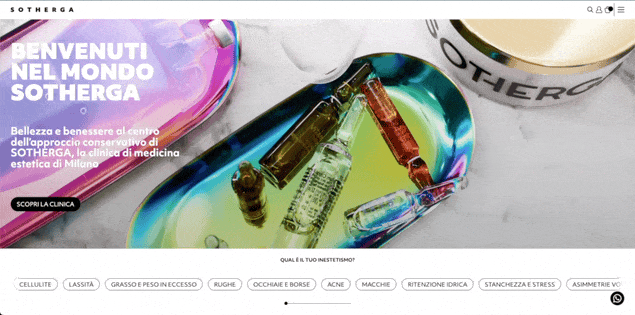 SOTHERGA
BENVENUTI
NEL MONDO
SOTHERGA
Bellezza e benessere al centro
dell'approccio conservativo di
SOTHERGA, la clinica di medicina
estetica di Milano
SCOPRI LA CLINICA
SOTHERGA
QUAL È IL TUO INESTETISMO?
CELLULITE LASSITÀ GRASSO E PESO IN ECCESSO RUGHE OCCHIAIE E BORSE ACNE MACCHIE RITENZIONE IDRICA STANCHEZZA E STRESS ASIMMETRIE VO